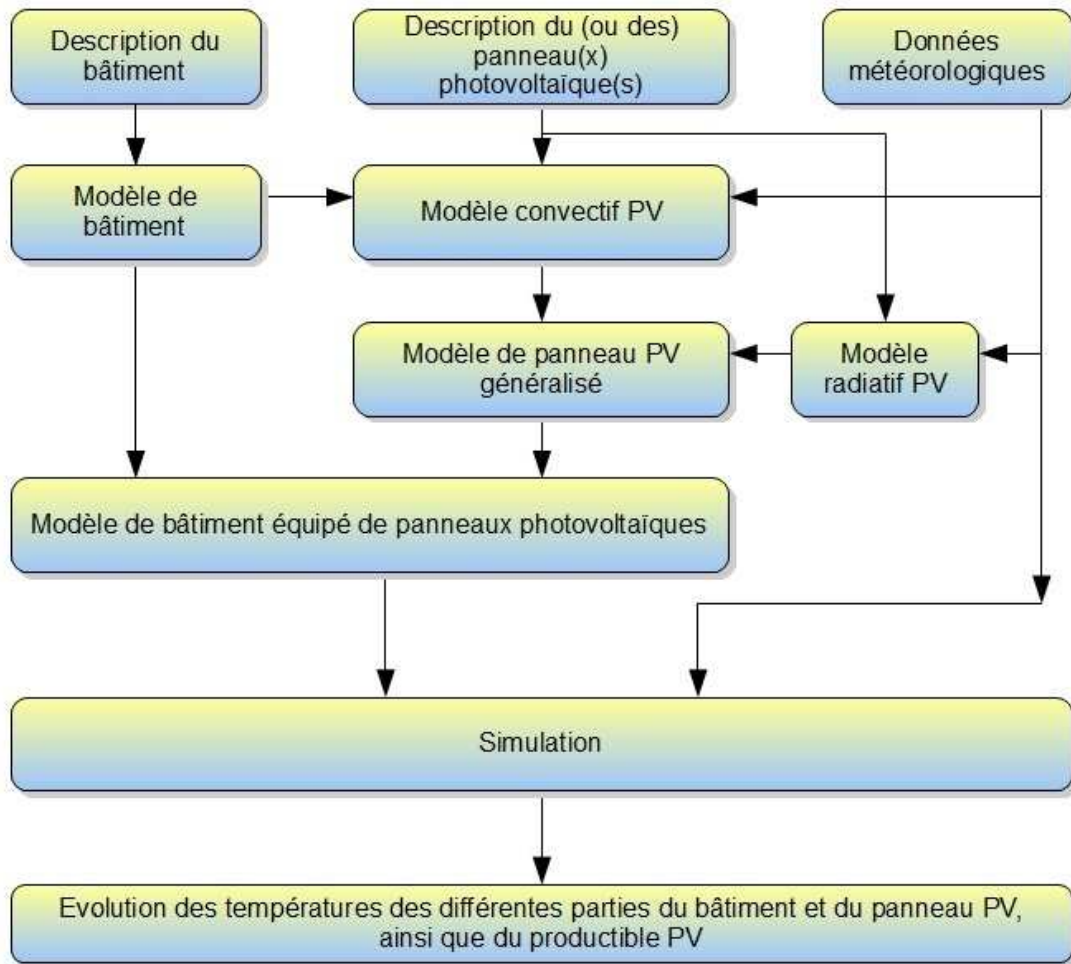 Description du
bâtiment
Description du (ou des)
panneau(x)
photovoltaïque(s)
Données
météorologiques
Modèle de
bâtiment
Modèle convectif PV
Modèle de panneau PV
généralisé
Modèle
radiatif PV
Modèle de bâtiment équipé de panneaux photovoltaïques
Simulation
Evolution des températures des différentes parties du bâtiment et du panneau PV,
ainsi que du productible PV